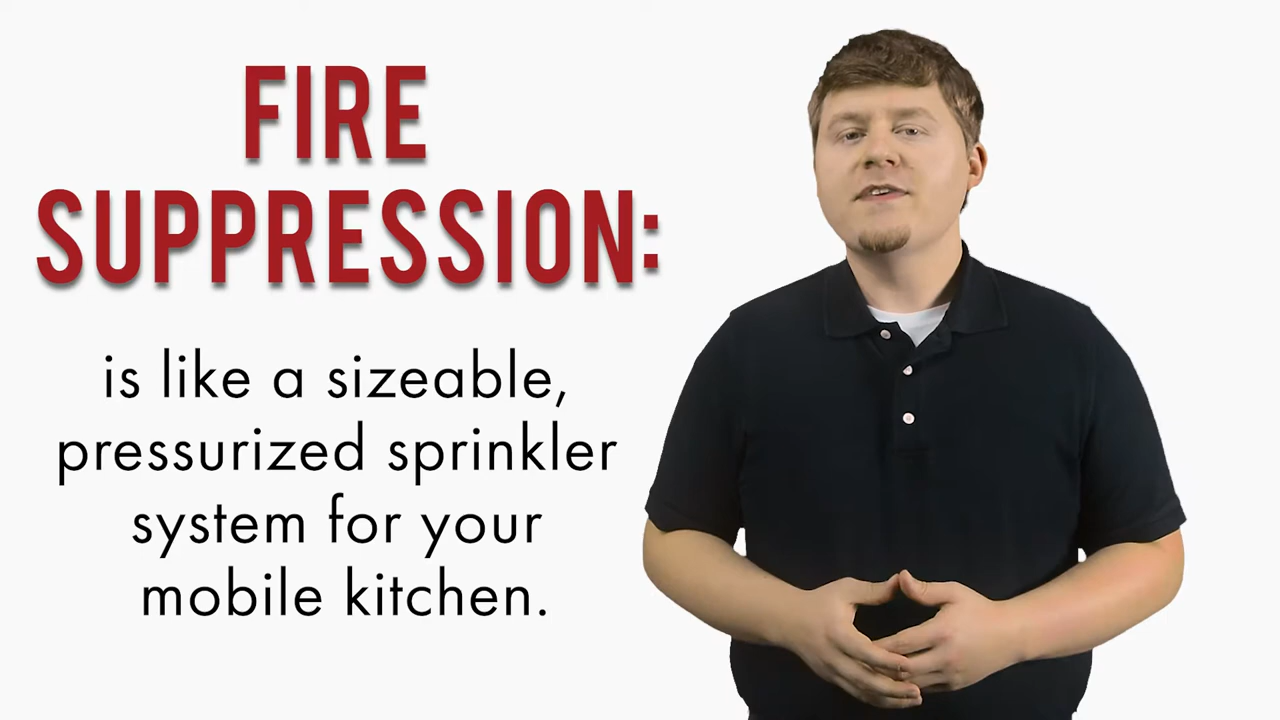 FIRE
SUPPRESSION:
is like a sizeable,
pressurized sprinkler
system for your
mobile kitchen.